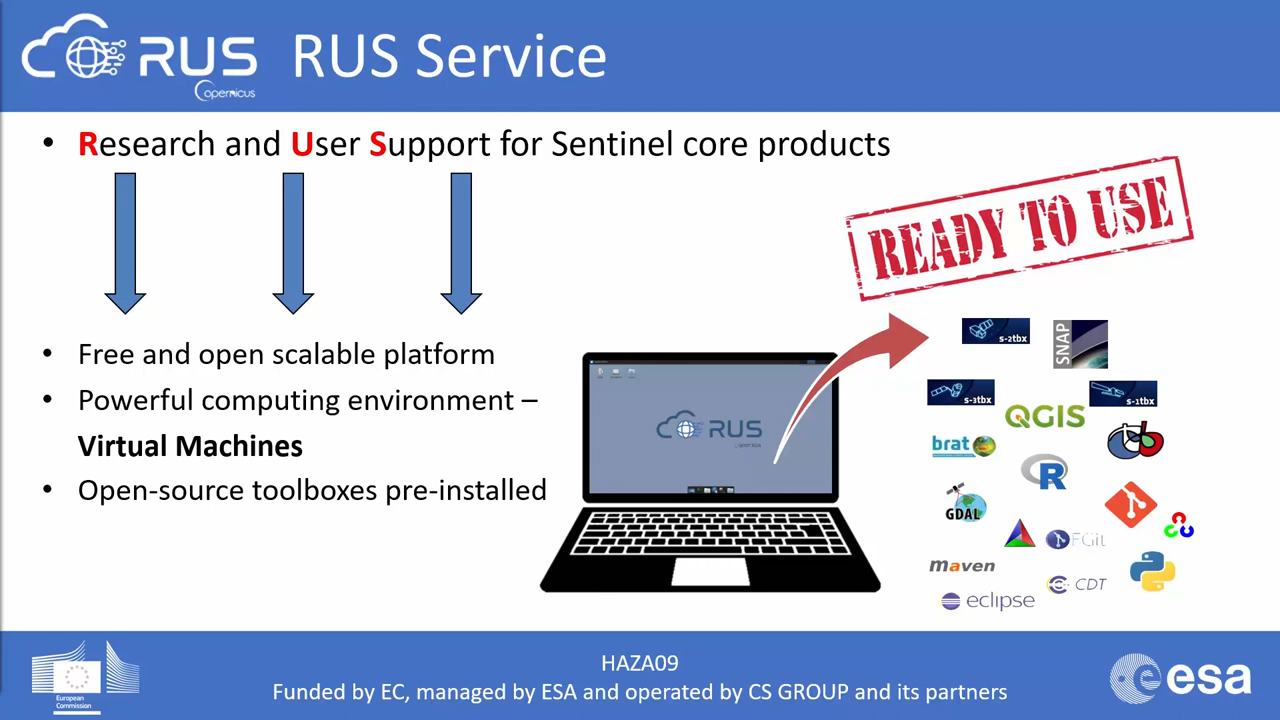 RUS
Copernicus
RUS Service
• Research and User Support for Sentinel core products
READY TO USE
• Free and open scalable platform
• Powerful computing environment –
Virtual Machines
• Open-source toolboxes pre-installed
RUS
s-2tbx
SNAP
s-3tbx
s-1tbx
QGIS
brat
R
GDAL
EGit
maven
CDT
eclipse
HAZA09
Funded by EC, managed by ESA and operated by CS GROUP and its partners
European
Commission
esa